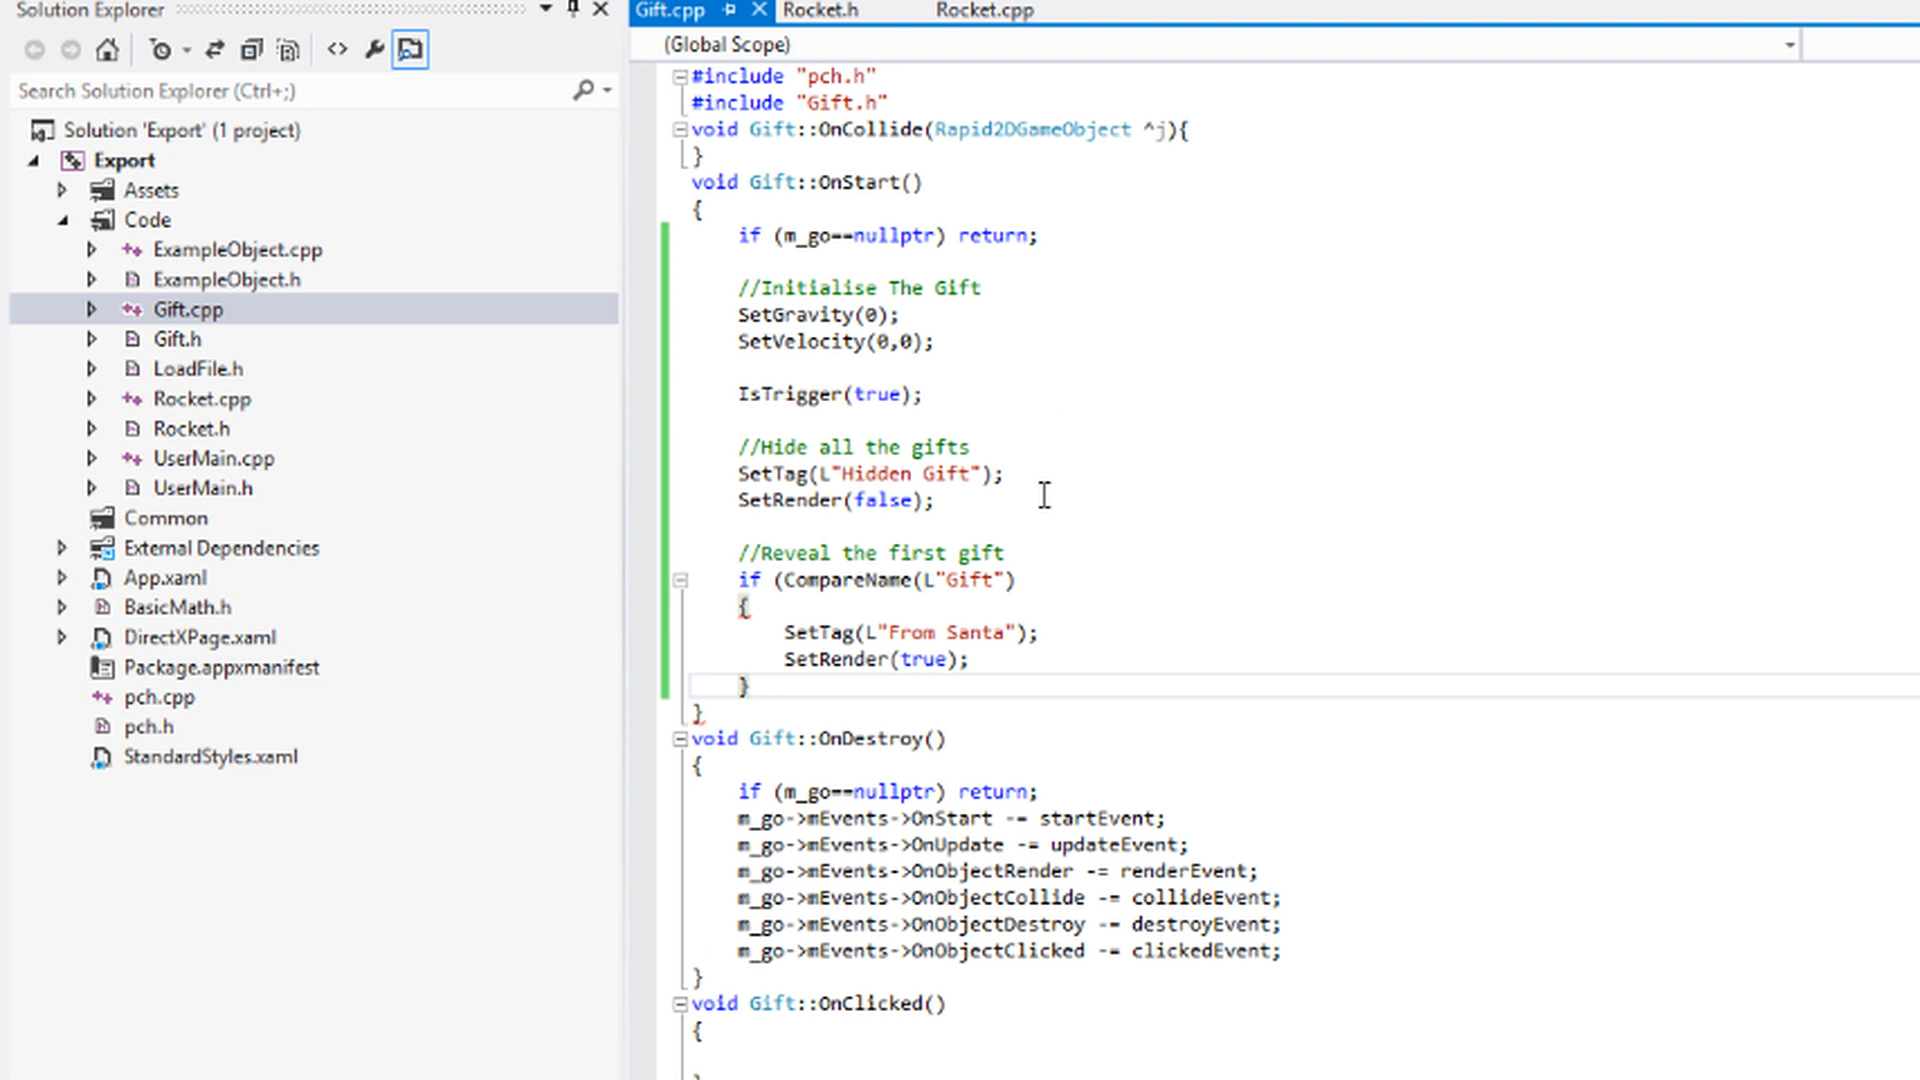 Solution Explorer
Search Solution Explorer (Ctrl+;)
Solution 'Export' (1 project)
Export
Assets
Code
ExampleObject.cpp
ExampleObject.h
Gift.cpp
Gift.h
LoadFile.h
Rocket.cpp
Rocket.h
UserMain.cpp
UserMain.h
Common
External Dependencies
App.xaml
BasicMath.h
DirectXPage.xaml
Package.appxmanifest
pch.cpp
pch.h
StandardStyles.xaml
Gift.cpp Rocket.h Rocket.cpp
(Global Scope)
#include "pch.h"
#include "Gift.h"
void Gift::OnCollide(Rapid2DGameObject ^j){
}
void Gift::OnStart()
{
if (m_go==nullptr) return;
//Initialise The Gift
SetGravity(0);
SetVelocity(0,0);
IsTrigger(true);
//Hide all the gifts
SetTag(L"Hidden Gift");
SetRender(false);
//Reveal the first gift
if (CompareName(L"Gift")
{
SetTag(L"From Santa");
SetRender(true);
}
}
void Gift::OnDestroy()
{
if (m_go==nullptr) return;
m_go->mEvents->OnStart -= startEvent;
m_go->mEvents->OnUpdate -= updateEvent;
m_go->mEvents->OnObjectRender -= renderEvent;
m_go->mEvents->OnObjectCollide -= collideEvent;
m_go->mEvents->OnObjectDestroy -= destroyEvent;
m_go->mEvents->OnObjectClicked -= clickedEvent;
}
void Gift::OnClicked()
{